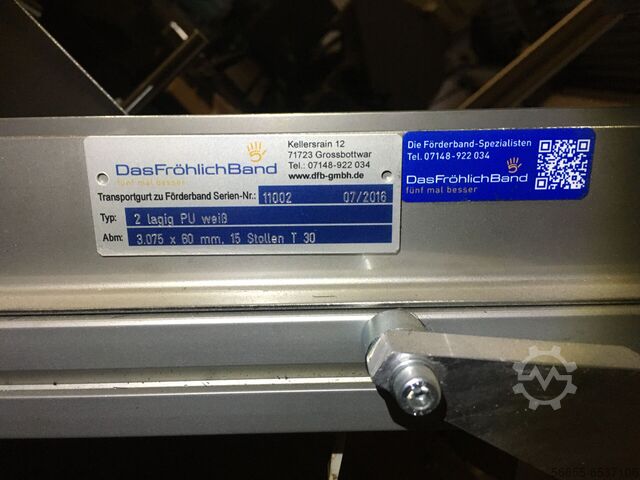 DasFröhlichBand
fünf mal besser
Kellersrain 12
71723 Grossbottwar
Tel.: 07148-922 034
www.dfb-gmbh.de
Transportgurt zu Förderband Serien-Nr.: 11002 07/2016
Typ: 2 lagig PU weiß
Abm: 3.075 x 60 mm, 15 Stollen T 30
Die Förderband-Spezialisten
Tel. 07148-922 034
DasFröhlichBand
fünf mal besser